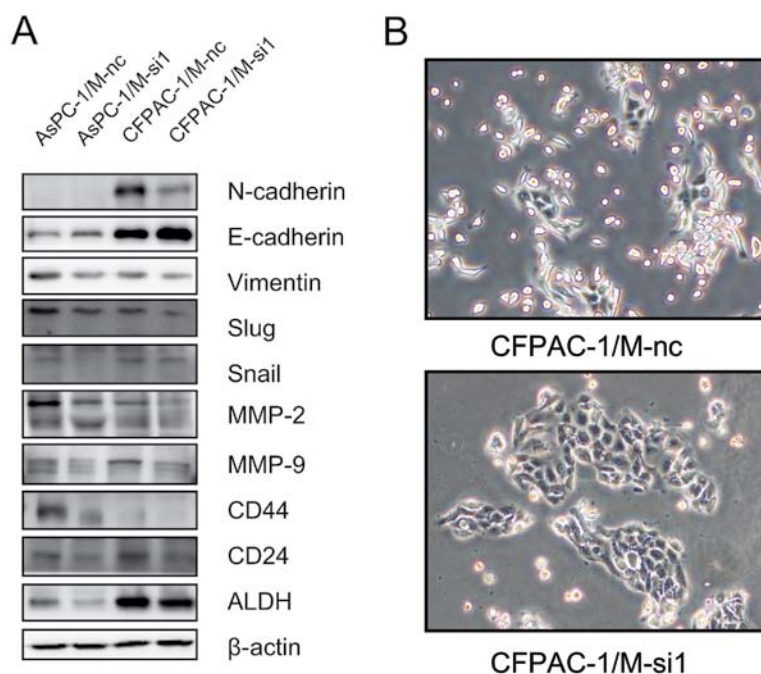 A
B
AsPC-1/M-nc
AsPC-1/M-si1
CFPAC-1/M-nc
CFPAC-1/M-si1
N-cadherin
E-cadherin
Vimentin
Slug
Snail
MMP-2
MMP-9
CD44
CD24
ALDH
β-actin
CFPAC-1/M-nc
CFPAC-1/M-si1